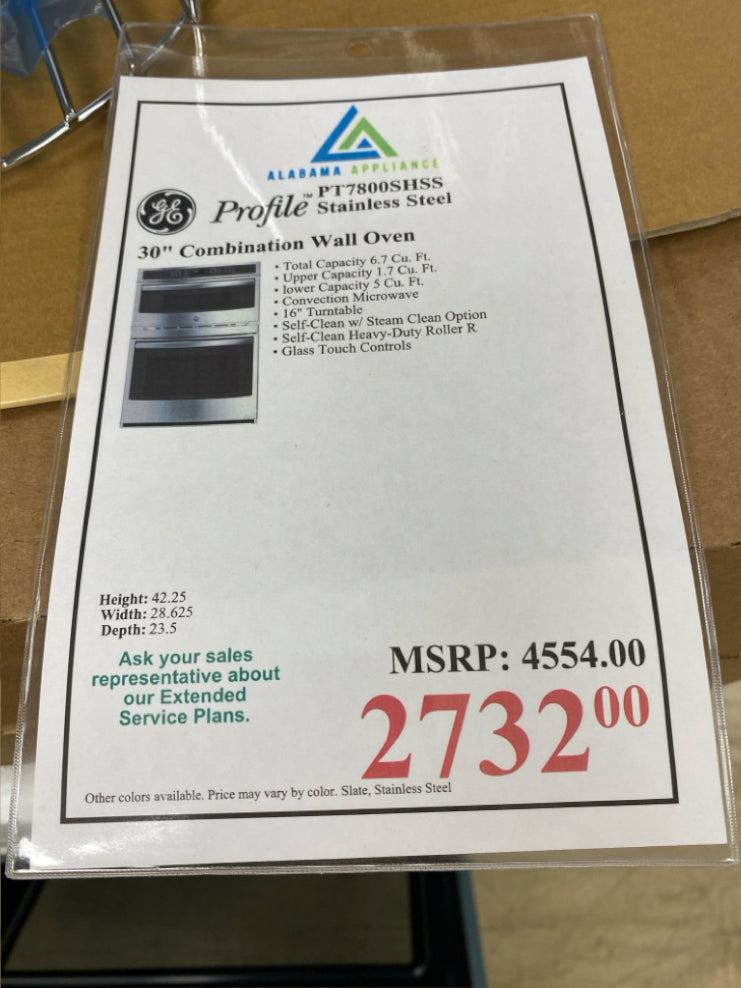 ALABAMA APPLIANCE
GE Profile™ PT7800SHSS
Stainless Steel
30" Combination Wall Oven
• Total Capacity 6.7 Cu. Ft.
• Upper Capacity 1.7 Cu. Ft.
• lower Capacity 5 Cu. Ft.
• Convection Microwave
• 16" Turntable
• Self-Clean w/ Steam Clean Option
• Self-Clean Heavy-Duty Roller R
• Glass Touch Controls
Height: 42.25
Width: 28.625
Depth: 23.5
Ask your sales
representative about
our Extended
Service Plans.
MSRP: 4554.00
2732 00
Other colors available. Price may vary by color. Slate, Stainless Steel